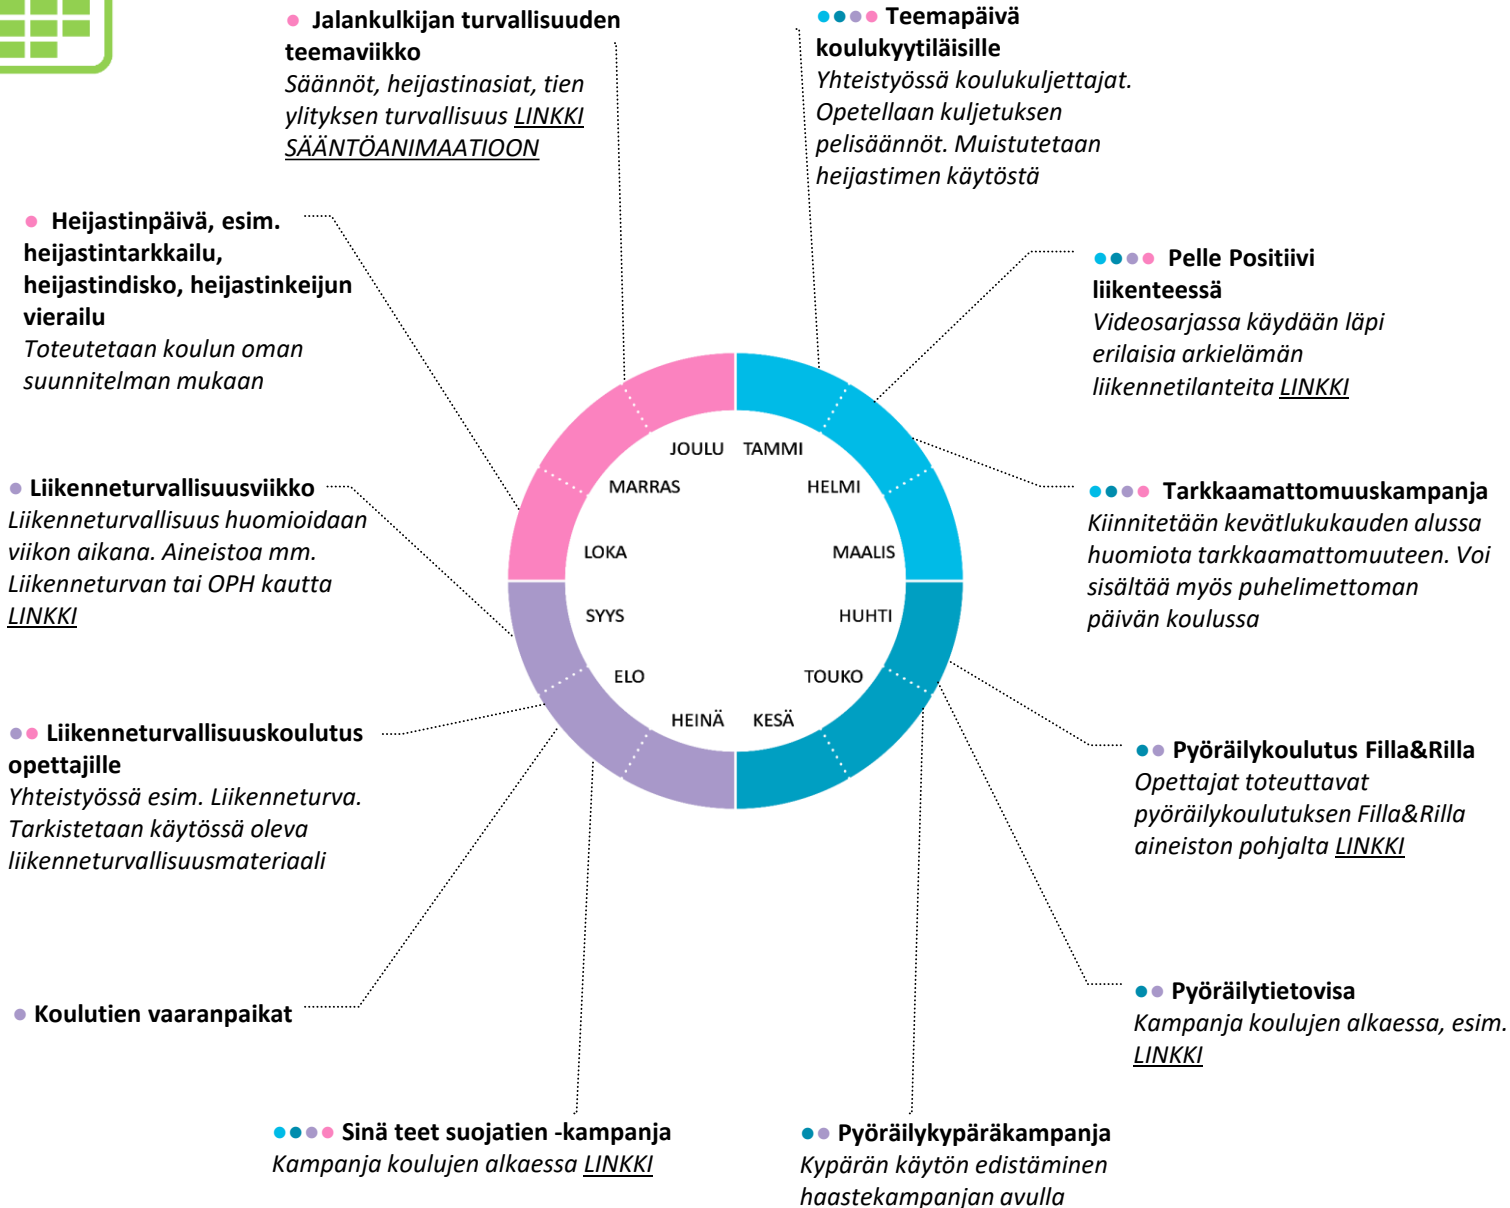 ● Jalankulkijan turvallisuuden
teemaviikko
Säännöt, heijastinasiat, tien
ylityksen turvallisuus LINKKI
SÄÄNTÖANIMAATIOON
●●●● Teemapäivä
koulukyytiläisille
Yhteistyössä koulukuljettajat.
Opetellaan kuljetuksen
pelisäännöt. Muistutetaan
heijastimen käytöstä
● Heijastinpäivä, esim.
heijastintarkkailu,
heijastindisko, heijastinkeijun
vierailu
Toteutetaan koulun oman
suunnitelman mukaan
●●●● Pelle Positiivi
liikenteessä
Videosarjassa käydään läpi
erilaisia arkielämän
liikennetilanteita LINKKI
● Liikenneturvallisuusviikko
Liikenneturvallisuus huomioidaan
viikon aikana. Aineistoa mm.
Liikenneturvan tai OPH kautta
LINKKI
JOULU TAMMI
MARRAS HELMI
LOKA MAALIS
SYYS HUHTI
ELO TOUKO
HEINÄ KESÄ
●●●● Tarkkaamattomuuskampanja
Kiinnitetään kevätlukukauden alussa
huomiota tarkkaamattomuuteen. Voi
sisältää myös puhelimettoman
päivän koulussa
●● Liikenneturvallisuuskoulutus
opettajille
Yhteistyössä esim. Liikenneturva.
Tarkistetaan käytössä oleva
liikenneturvallisuusmateriaali
●● Pyöräilykoulutus Filla&Rilla
Opettajat toteuttavat
pyöräilykoulutuksen Filla&Rilla
aineiston pohjalta LINKKI
● Koulutien vaaranpaikat
●● Pyöräilytietovisa
Kampanja koulujen alkaessa, esim.
LINKKI
●●●● Sinä teet suojatien -kampanja
Kampanja koulujen alkaessa LINKKI
●● Pyöräilykypäräkampanja
Kypärän käytön edistäminen
haastekampanjan avulla